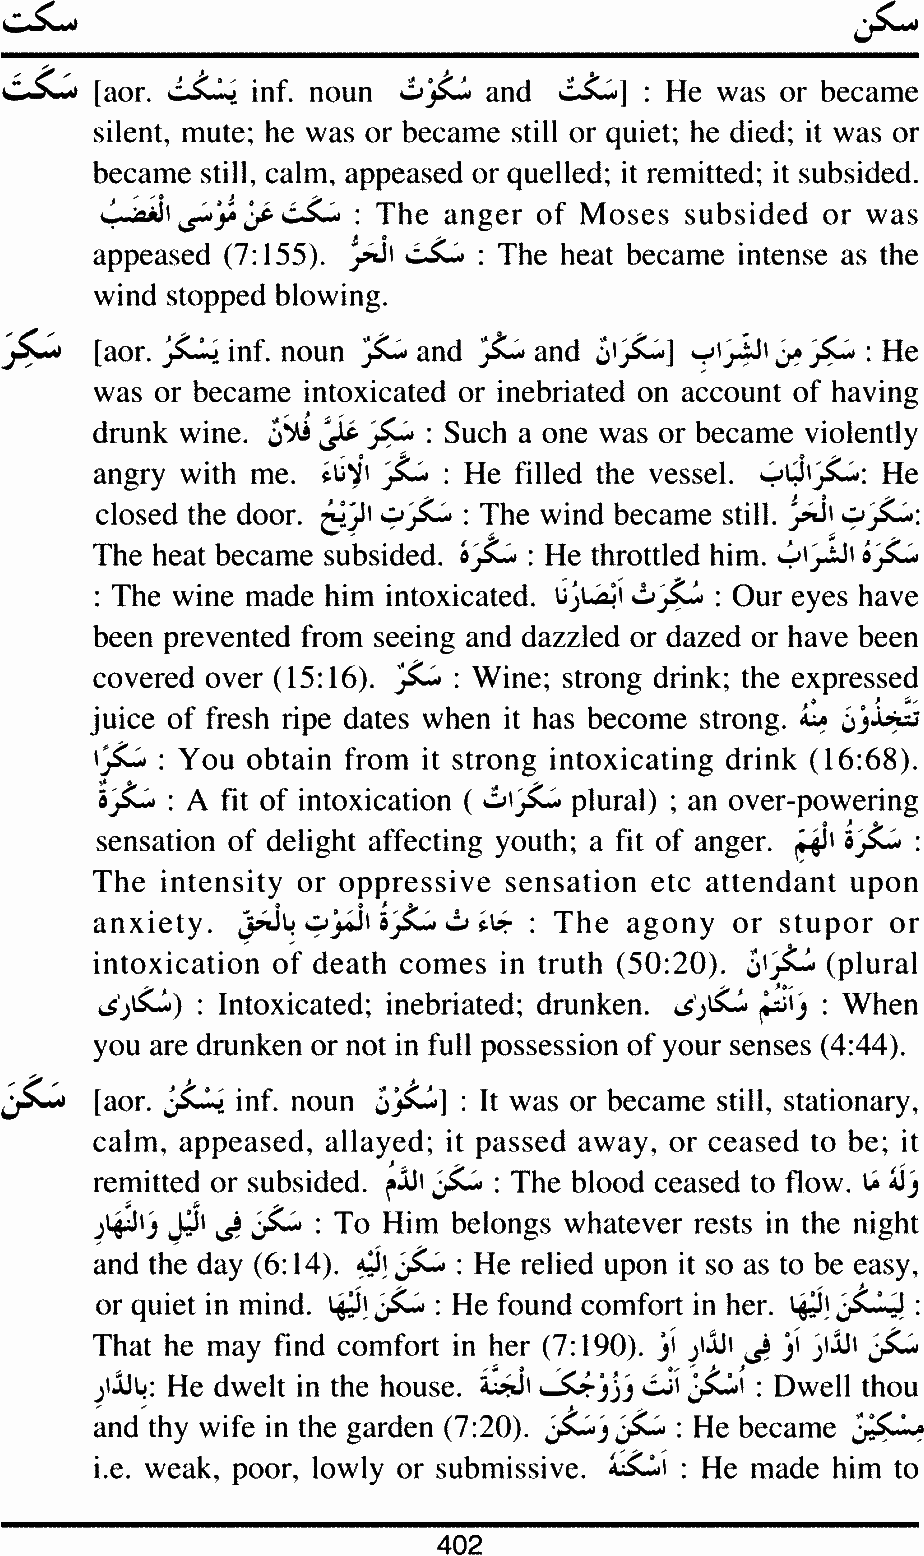 سكت سكن
سَكَتَ [aor. يَسْكُتُ inf. noun سُكُوْتٌ and سَكْتٌ] : He was or became
silent, mute; he was or became still or quiet; he died; it was or
became still, calm, appeased or quelled; it remitted; it subsided.
سَكَتَ عَنْ مُوْسَى الْغَضَبُ : The anger of Moses subsided or was
appeased (7:155). سَكَتَ الْحَرُّ : The heat became intense as the
wind stopped blowing.
سَكِرَ [aor. يَسْكَرُ inf. noun سَكَرٌ and سَكْرٌ and سَكَرَانٌ] سَكِرَ مِنَ الشَّرَابِ : He
was or became intoxicated or inebriated on account of having
drunk wine. سَكِرَ عَلَىَّ فُلَانٌ : Such a one was or became violently
angry with me. سَكَّرَ الْاِنَاءَ : He filled the vessel. سَكَرَ الْبَابَ: He
closed the door. سَكَرَتِ الرِّيْحُ : The wind became still. سَكَرَتِ الْحَرُّ:
The heat became subsided. سَكَّرَهُ : He throttled him. سَكَرَهُ الشَّرَابُ
: The wine made him intoxicated. سُكِّرَتْ اَبْصَارُنَا : Our eyes have
been prevented from seeing and dazzled or dazed or have been
covered over (15:16). سَكَرٌ : Wine; strong drink; the expressed
juice of fresh ripe dates when it has become strong. تَتَّخِذُوْنَ مِنْهُ
سَكَرًا : You obtain from it strong intoxicating drink (16:68).
سَكْرَةٌ : A fit of intoxication ( سَكَرَاتٌ plural) ; an over-powering
sensation of delight affecting youth; a fit of anger. سَكْرَةُ الْهَمِّ :
The intensity or oppressive sensation etc attendant upon
anxiety. جَاءَ تْ سَكْرَةُ الْمَوْتِ بِالْحَقِّ : The agony or stupor or
intoxication of death comes in truth (50:20). سَكْرَانٌ (plural
سُكَارٰى) : Intoxicated; inebriated; drunken. وَاَنْتُمْ سُكَارٰى : When
you are drunken or not in full possession of your senses (4:44).
سَكَنَ [aor. يَسْكُنُ inf. noun سُكُوْنٌ] : It was or became still, stationary,
calm, appeased, allayed; it passed away, or ceased to be; it
remitted or subsided. سَكَنَ الدَّمُ : The blood ceased to flow. وَلَهُ مَا
سَكَنَ فِى الَّيْلِ وَالنَّهَارِ : To Him belongs whatever rests in the night
and the day (6:14). سَكَنَ اِلَيْهِ : He relied upon it so as to be easy,
or quiet in mind. سَكَنَ اِلَيْهَا : He found comfort in her. لِيَسْكُنَ اِلَيْهَا :
That he may find comfort in her (7:190). سَكَنَ الدَّارَ اَوْ فِى الدَّارِ اَوْ
بِالدَّارِ: He dwelt in the house. اُسْكُنْ اَنْتَ وَزَوْجُكَ الْجَنَّةَ : Dwell thou
and thy wife in the garden (7:20). سَكَنَ وَسَكُنَ : He became مِسْكِيْنٌ
i.e. weak, poor, lowly or submissive. اَسْكَنَهُ : He made him to
402